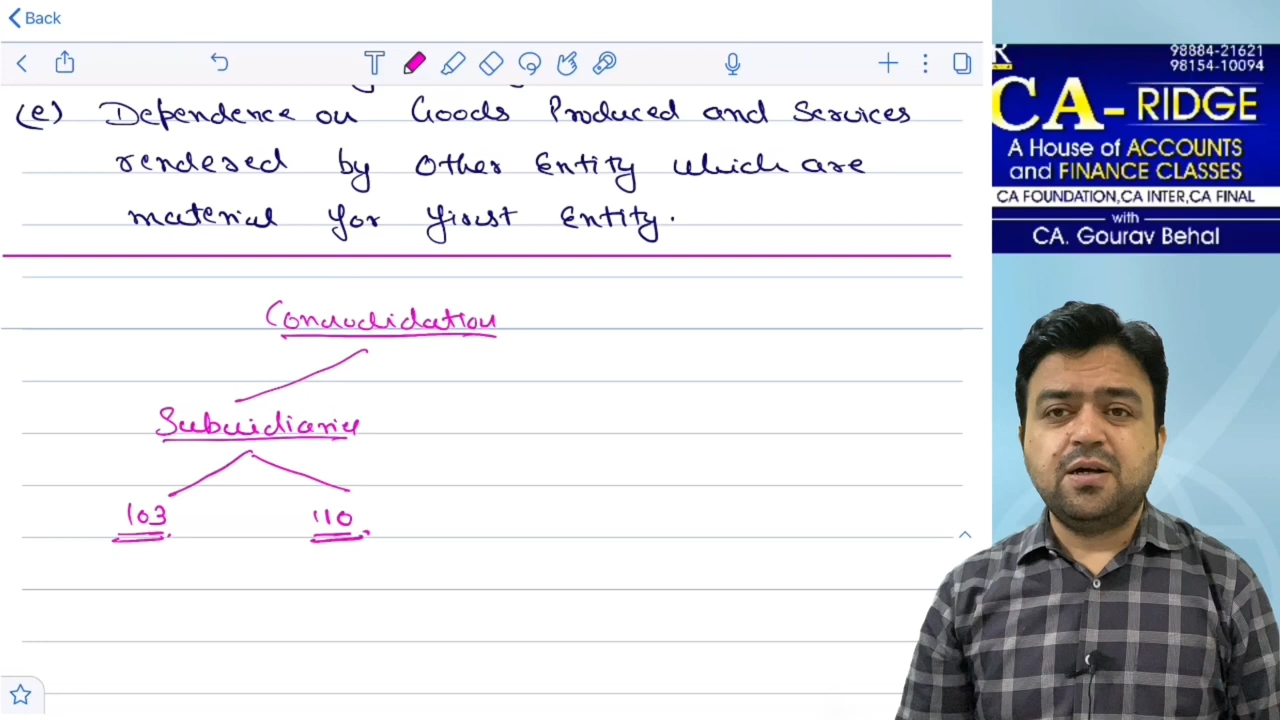 Back
(e) Dependence on Goods Produced and Services
rendered by Other Entity which are
material for first Entity.
Consolidation
Subsidiaries
103 110
R
98884-21621
98154-10094
CA- RIDGE
A House of ACCOUNTS
and FINANCE CLASSES
CA FOUNDATION,CA INTER,CA FINAL
with
CA. Gourav Behal